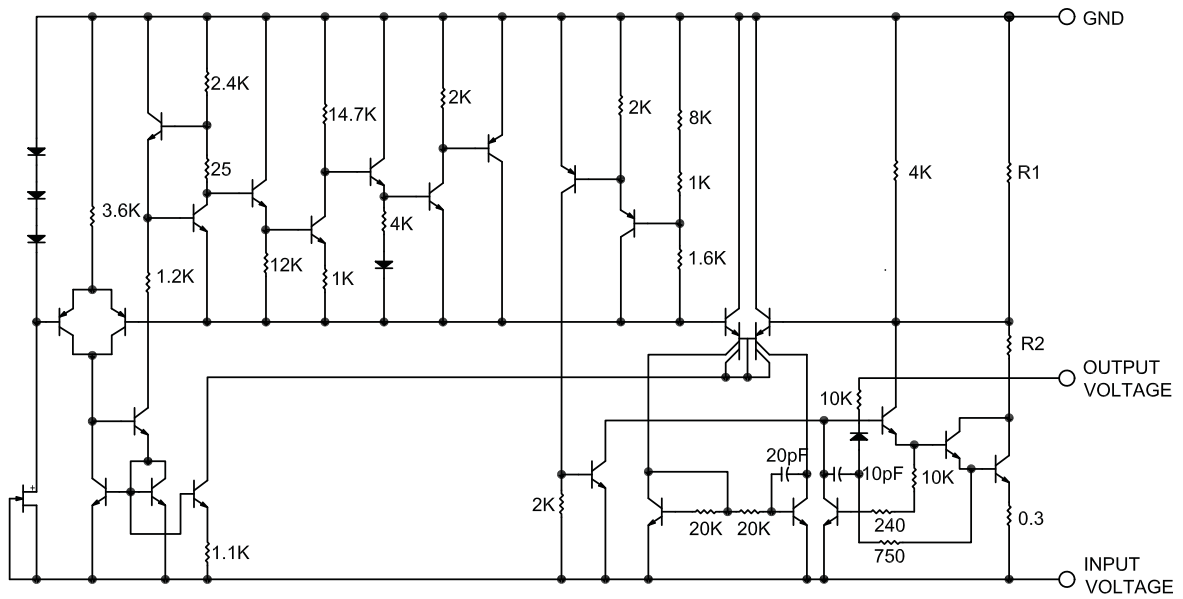 GND
2.4K
14.7K
2K
2K
8K
25
1K
4K
R1
3.6K
4K
1.2K
12K
1K
1.6K
R2
OUTPUT
VOLTAGE
10K
20pF
10pF
10K
+
2K
20K
20K
240
0.3
1.1K
750
INPUT
VOLTAGE